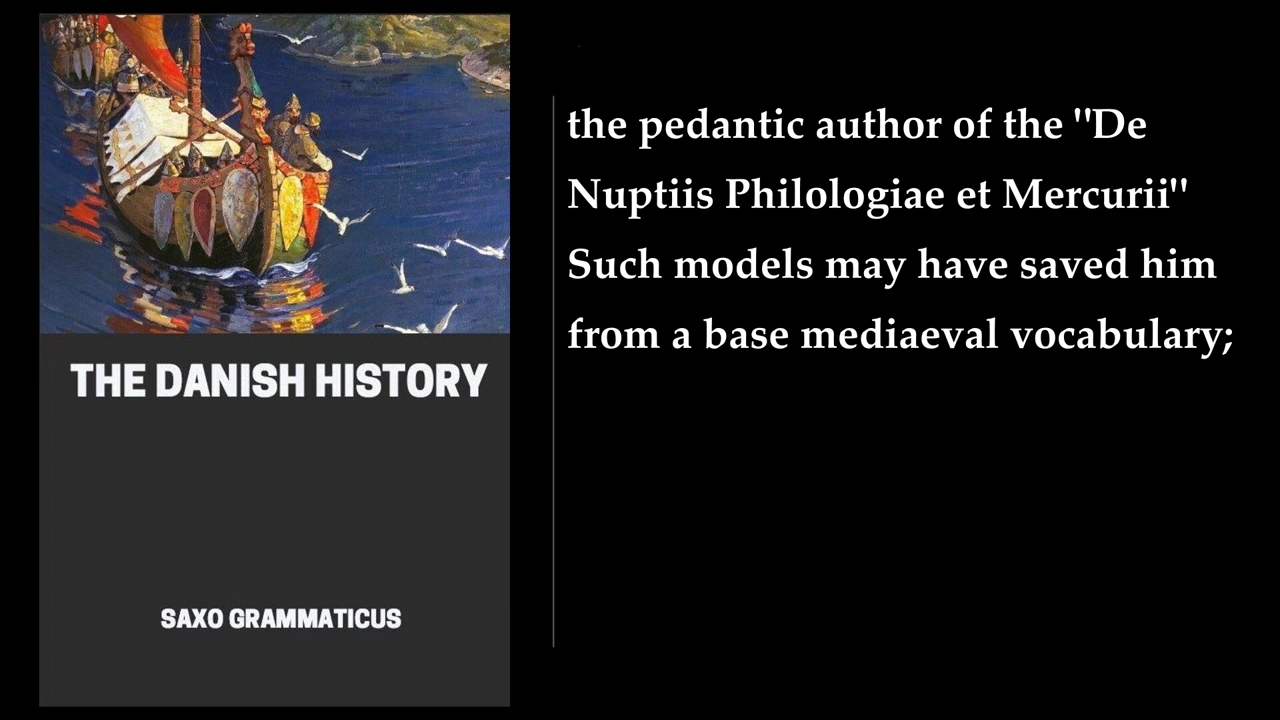 THE DANISH HISTORY
SAXO GRAMMATICUS
the pedantic author of the "De
Nuptiis Philologiae et Mercurii"
Such models may have saved him
from a base mediaeval vocabulary;